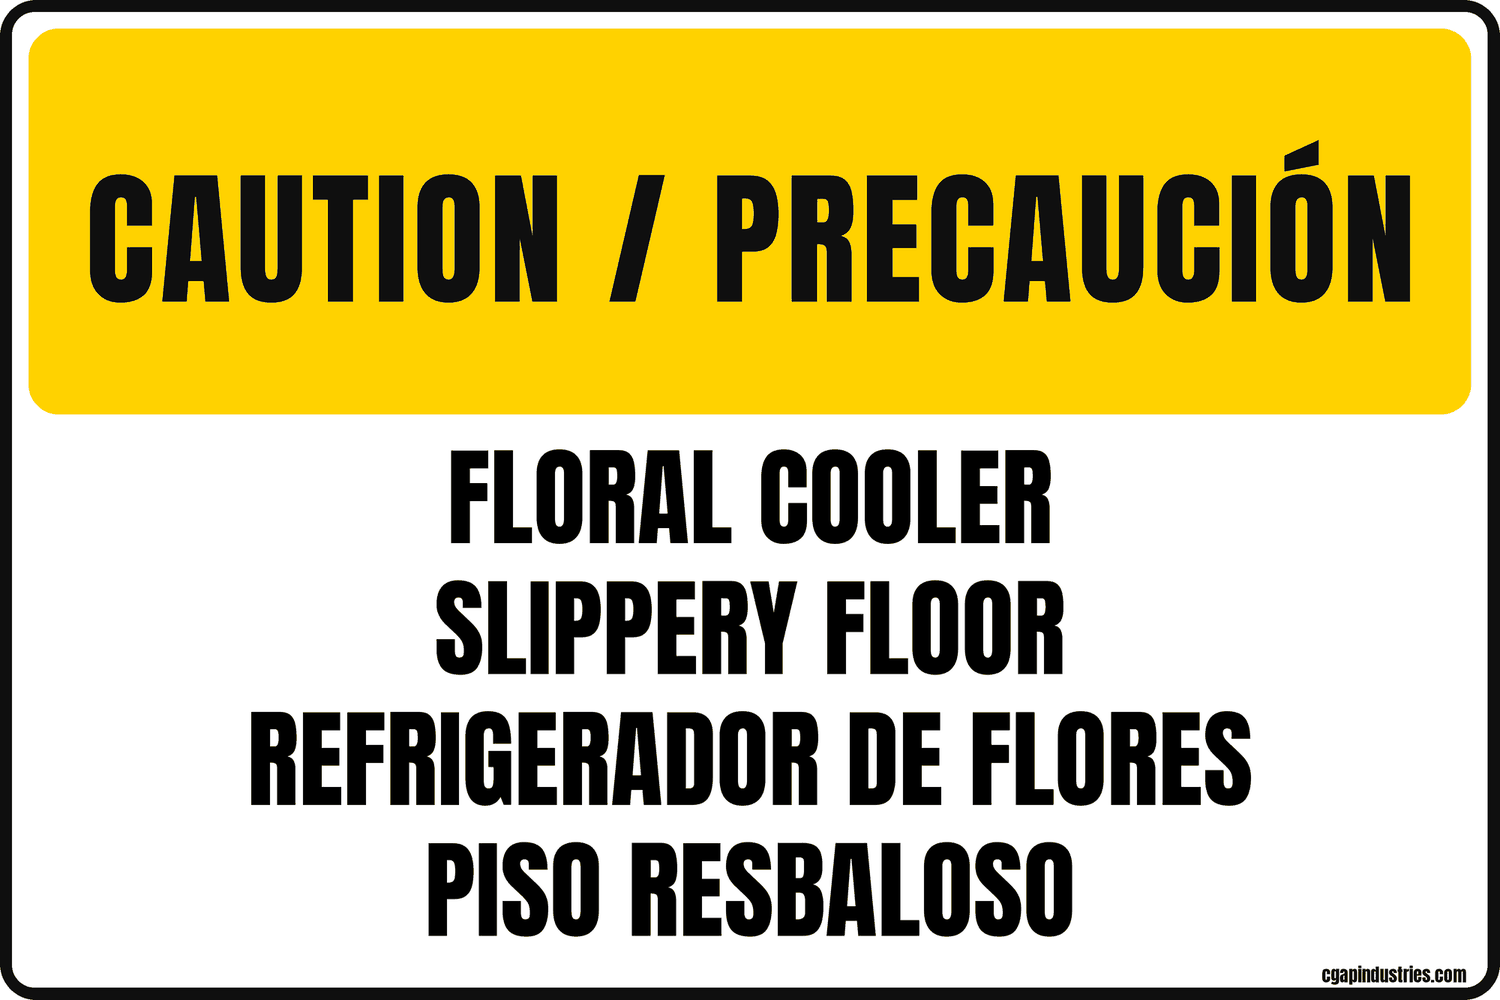 CAUTION / PRECAUCIÓN
FLORAL COOLER
SLIPPERY FLOOR
REFRIGERADOR DE FLORES
PISO RESBALOSO
cgapindustries.com